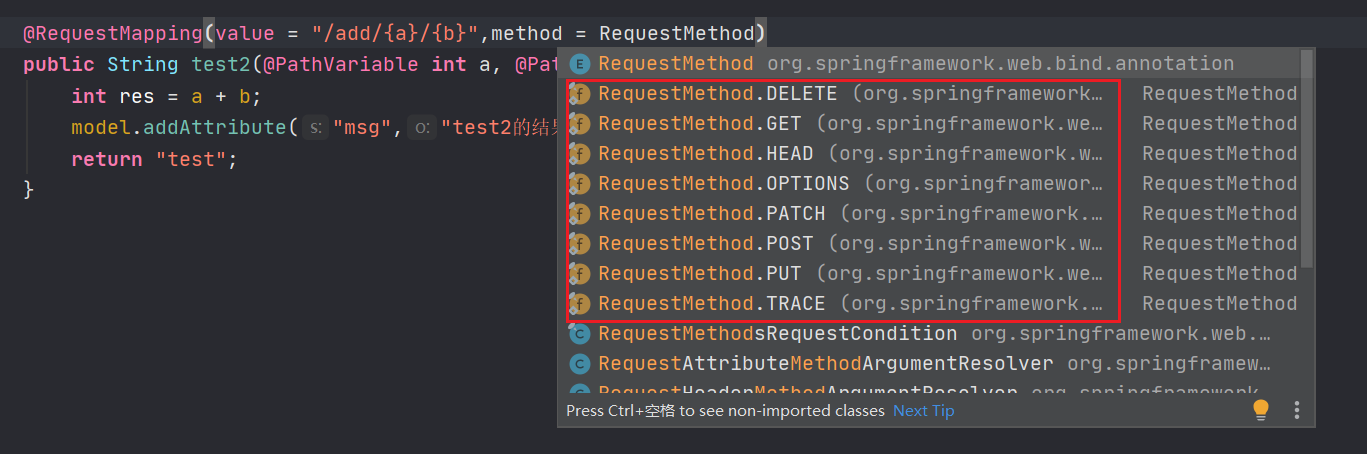 @RequestMapping(value = "/add/{a}/{b}",method = RequestMethod)
public String test2(@PathVariable int a, @Pat
int res = a + b;
model.addAttribute( s: "msg", o: "test2的结果
return "test";
}
RequestMethod org.springframework.web.bind.annotation
RequestMethod.DELETE (org.springframework… RequestMethod
RequestMethod.GET (org.springframework.we… RequestMethod
RequestMethod.HEAD (org.springframework.w… RequestMethod
RequestMethod.OPTIONS (org.springframewor… RequestMethod
RequestMethod.PATCH (org.springframework.… RequestMethod
RequestMethod.POST (org.springframework.w… RequestMethod
RequestMethod.PUT (org.springframework.we… RequestMethod
RequestMethod.TRACE (org.springframework.… RequestMethod
RequestMethodsRequestCondition org.springframework.web.…
RequestAttributeMethodArgumentResolver org.springframew…
RequestHeaderMethodArgumentResolver org.springframework
Press Ctrl+空格 to see non-imported classes Next Tip